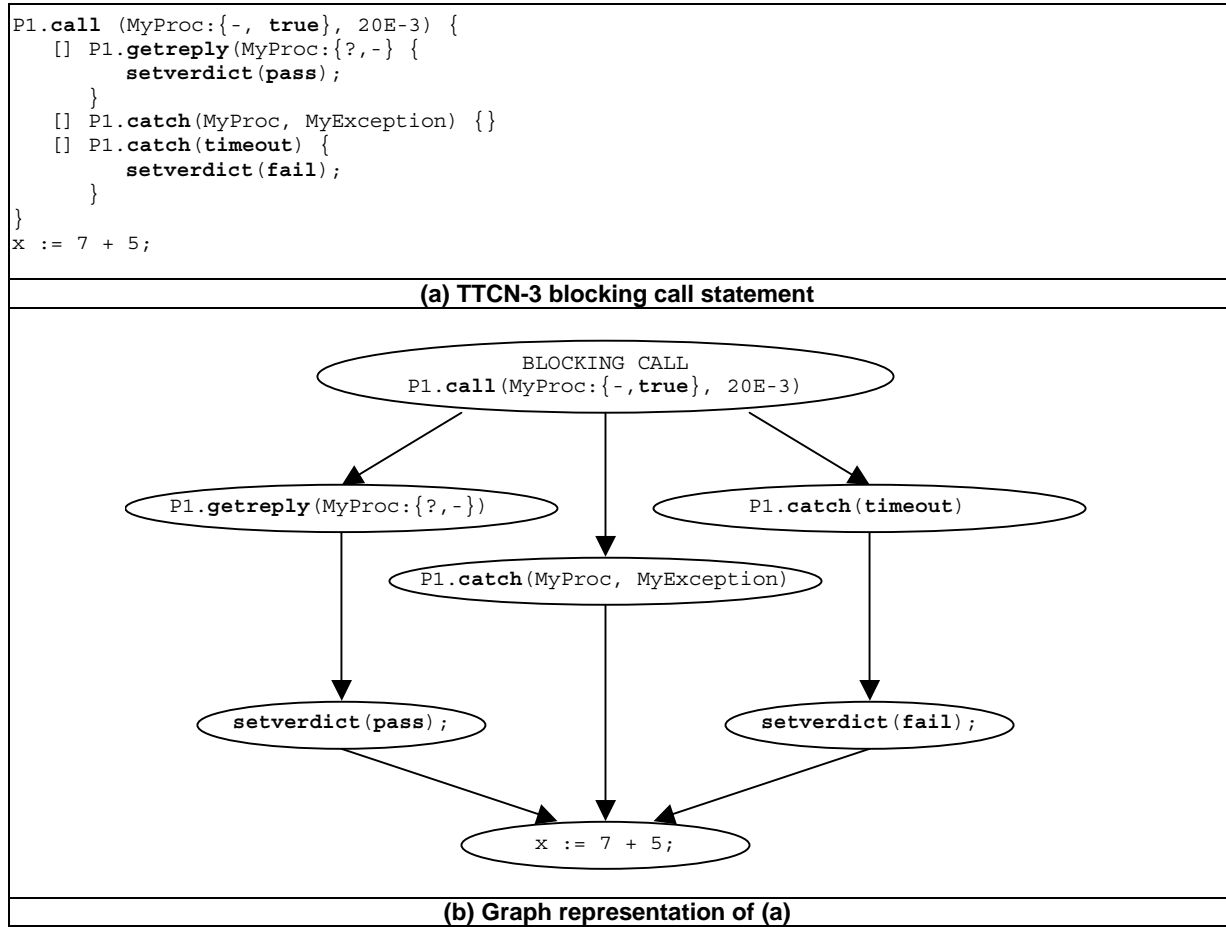 P1.call (MyProc:{-, true}, 20E-3) {
[] P1.getreply(MyProc:{?,-} {
setverdict(pass);
}
[] P1.catch(MyProc, MyException) {}
[] P1.catch(timeout) {
setverdict(fail);
}
}
x := 7 + 5;
(a) TTCN-3 blocking call statement
BLOCKING CALL
P1.call(MyProc:{-,true}, 20E-3)
P1.getreply(MyProc:{?,-})
P1.catch(timeout)
P1.catch(MyProc, MyException)
setverdict(pass);
setverdict(fail);
x := 7 + 5;
(b) Graph representation of (a)